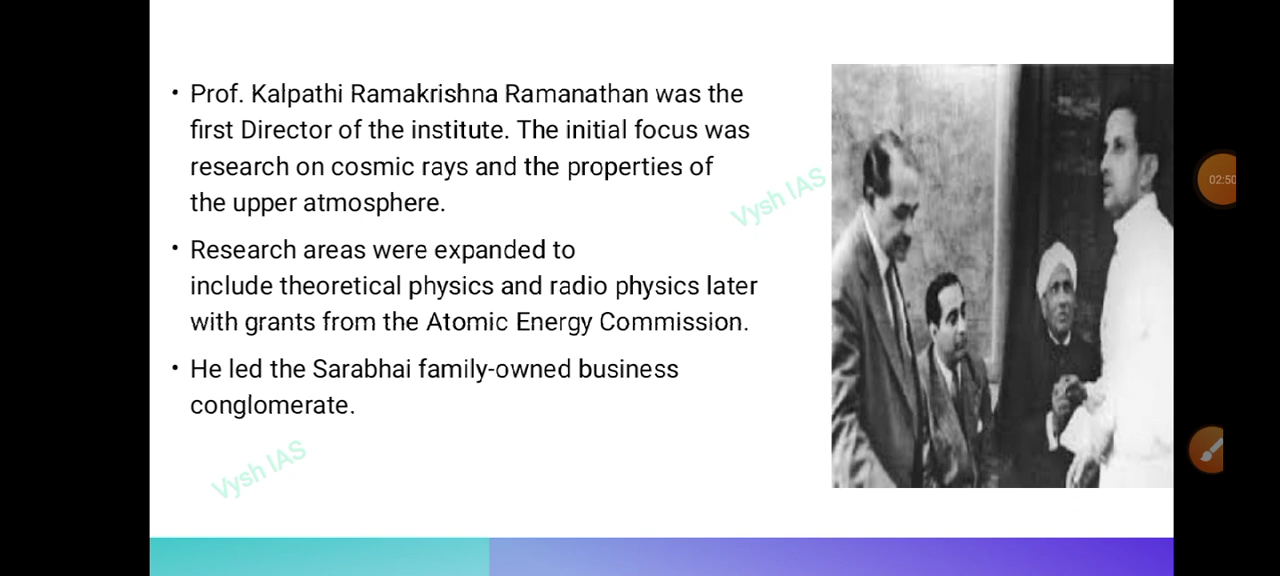 • Prof. Kalpathi Ramakrishna Ramanathan was the
first Director of the institute. The initial focus was
research on cosmic rays and the properties of
the upper atmosphere.
• Research areas were expanded to
include theoretical physics and radio physics later
with grants from the Atomic Energy Commission.
• He led the Sarabhai family-owned business
conglomerate.
Vysh IAS
Vysh IAS
02:50